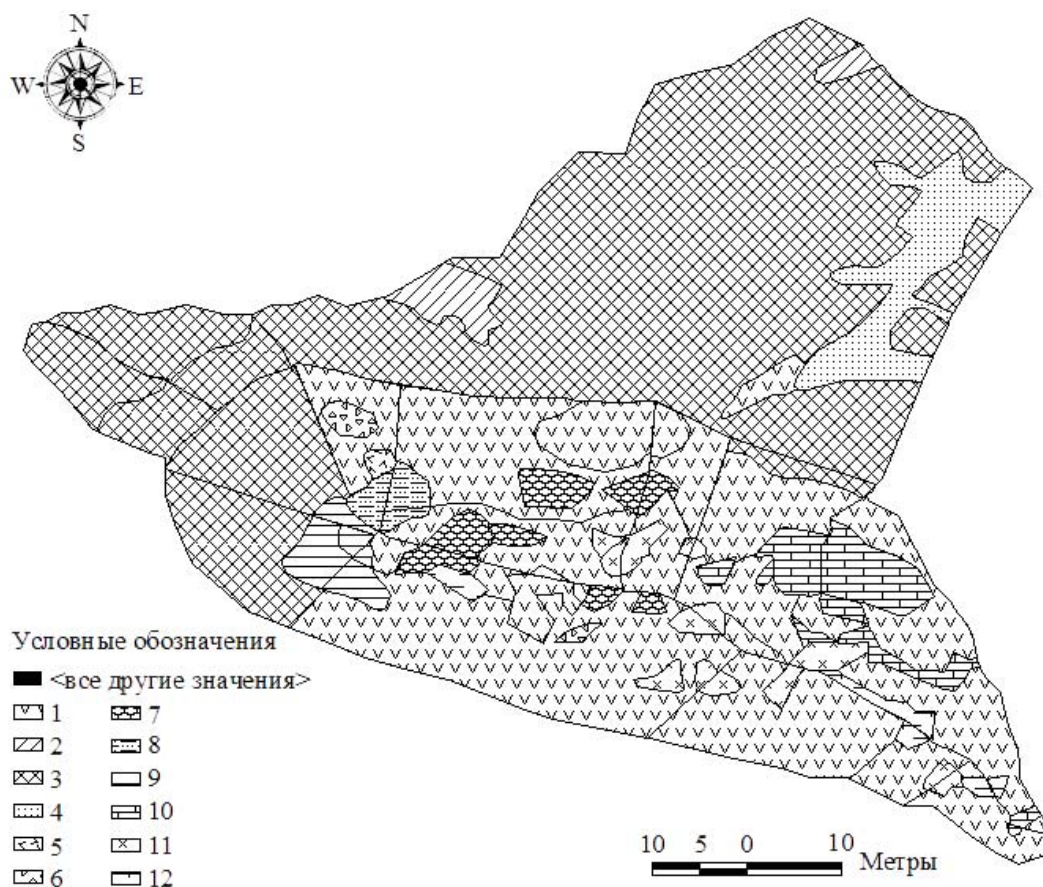 N
W E
S
Условные обозначения
<все другие значения>
1 7
2 8
3 9
4 10
5 11
6 12
10 5 0 10
Метры